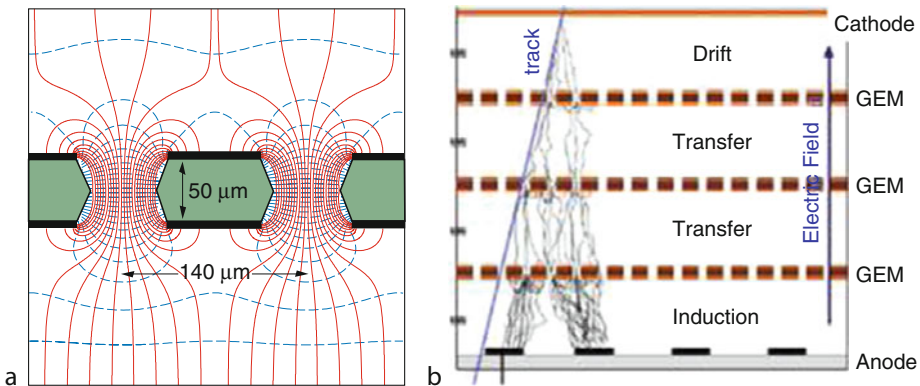 a
50 µm
140 µm
b
Cathode
track
Drift
GEM
Transfer
GEM
Transfer
Electric Field
GEM
Induction
Anode